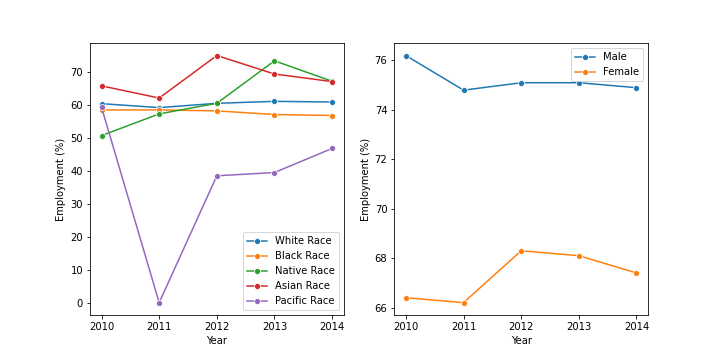 Employment (%)
70
60
50
40
30
20
10
0
2010 2011 2012 2013 2014
Year
White Race
Black Race
Native Race
Asian Race
Pacific Race
Employment (%)
76
74
72
70
68
66
2010 2011 2012 2013 2014
Year
Male
Female